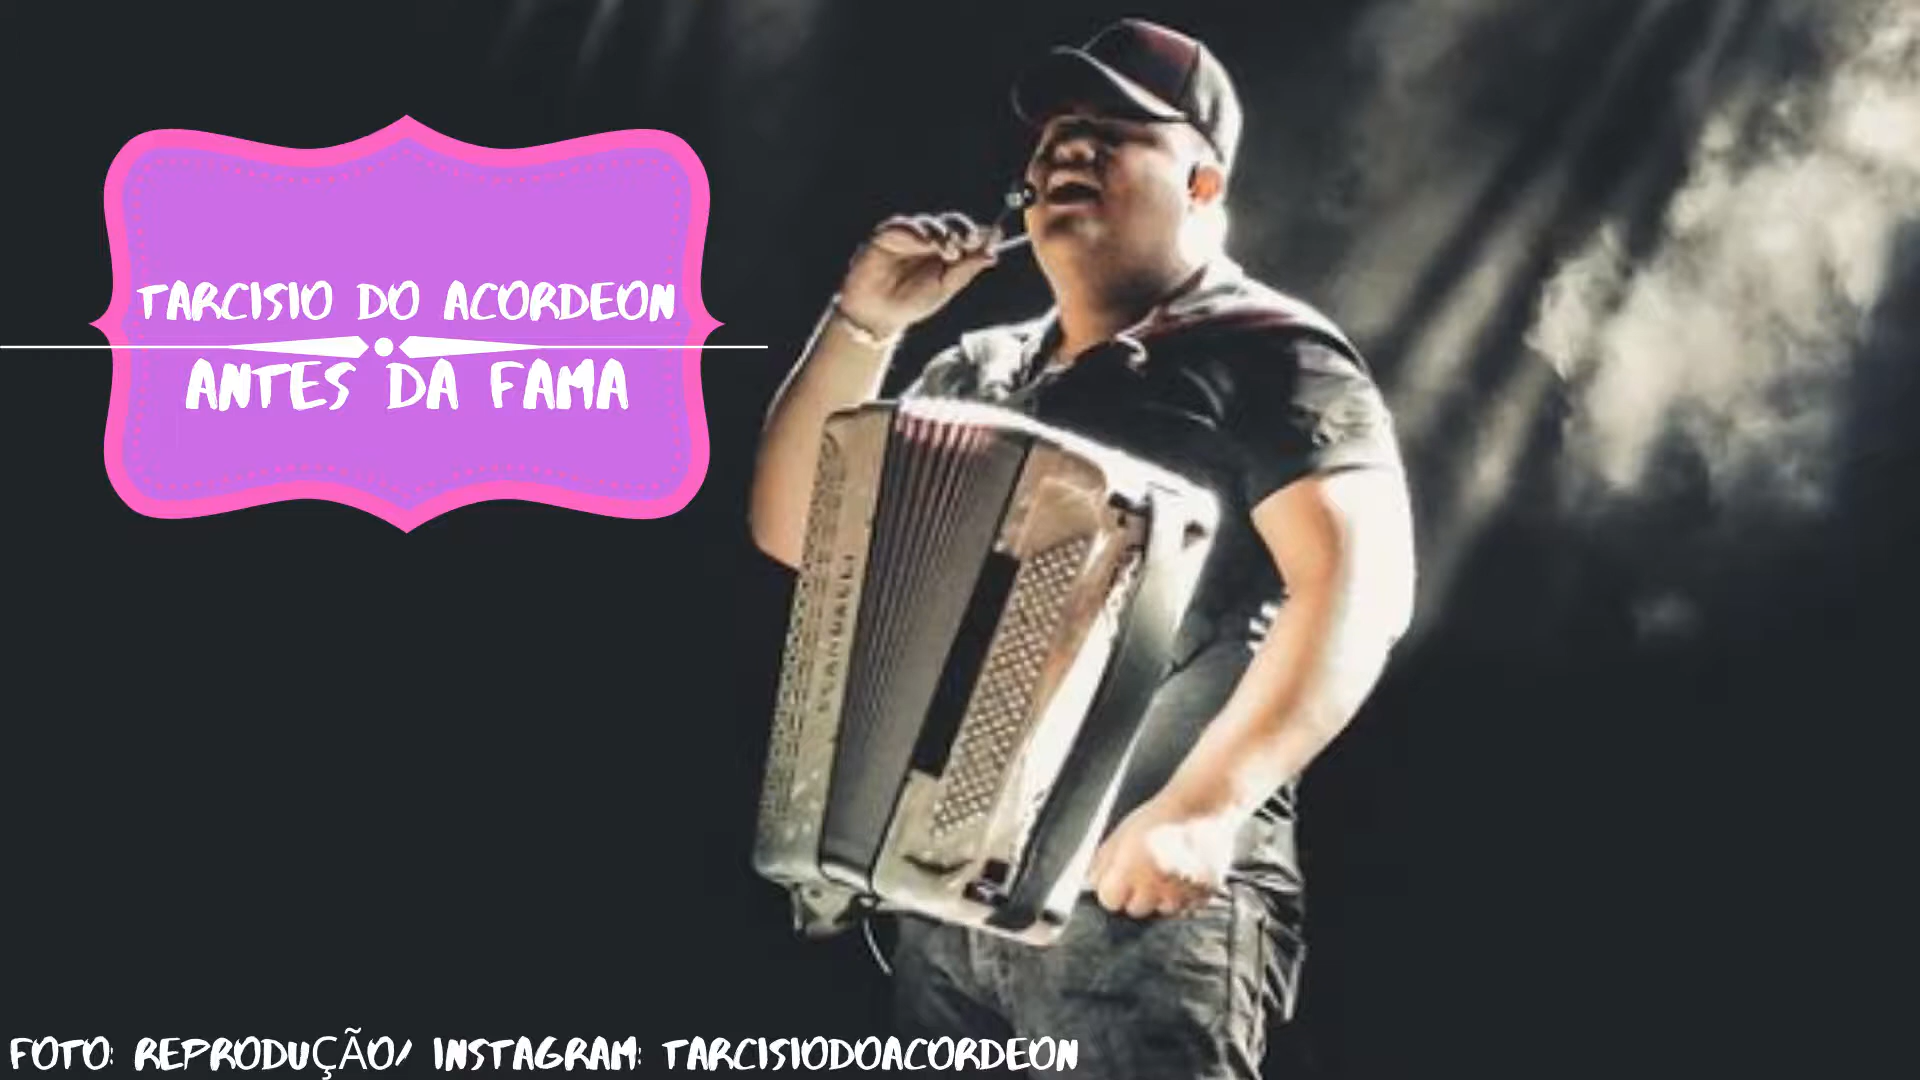 TARCISIO DO ACORDEON
ANTES DA FAMA
FOTO: REPRODUÇÃO/ INSTAGRAM: TARCISIODOACORDEON